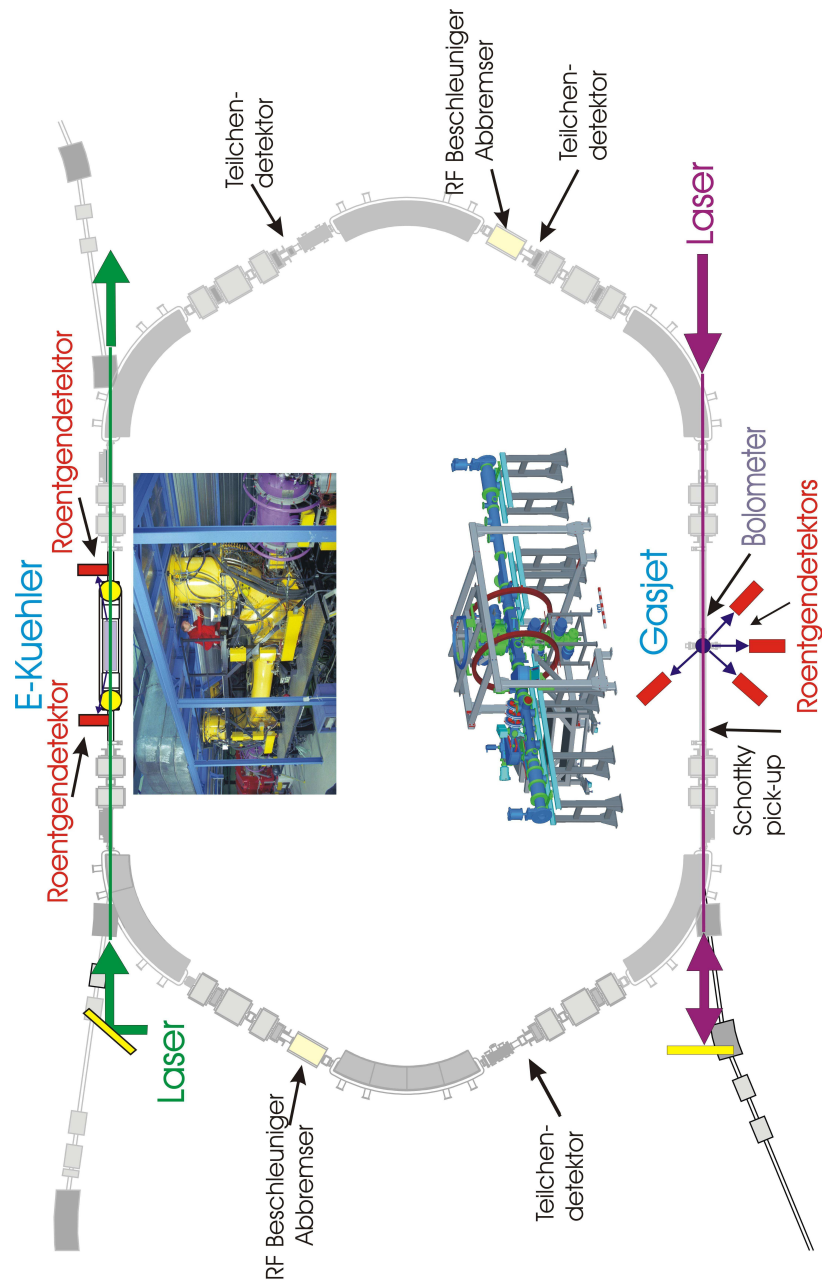 E-Kuehler
Roentgendetektor
Roentgendetektor
Laser
RF Beschleuniger
Abbremser
Teilchen-
detektor
Teilchen-
detektor
RF Beschleuniger
Abbremser
Teilchen-
detektor
Gasjet
Laser
Bolometer
Schottky
pick-up
Roentgendetektors